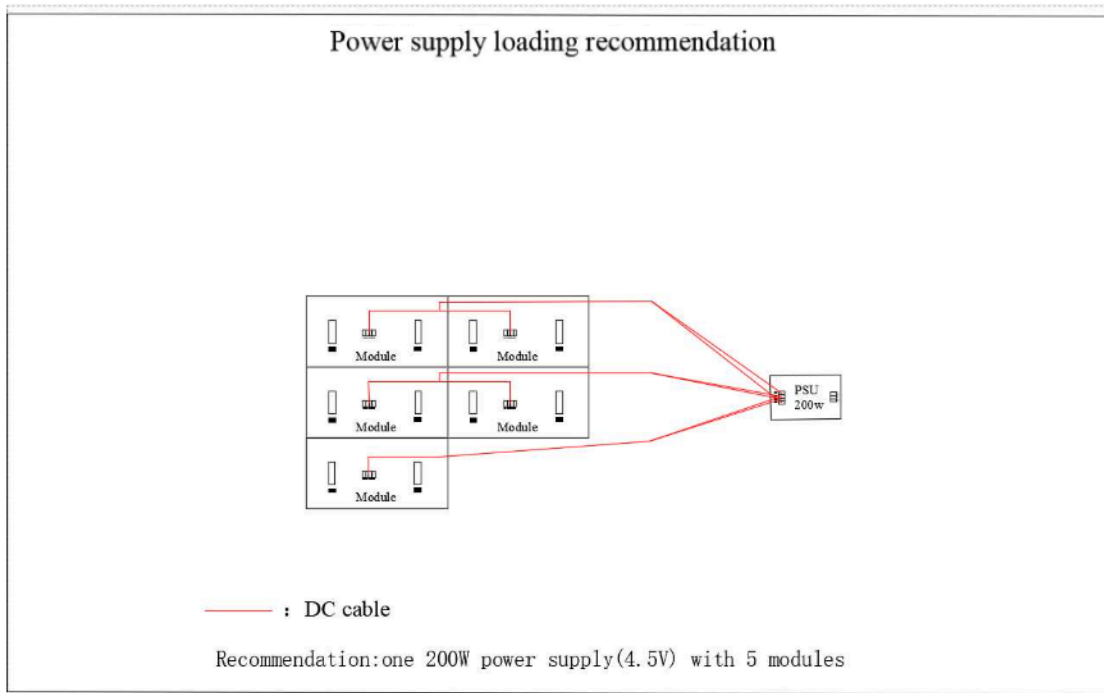 Power supply loading recommendation
Module
Module
PSU
200w
Module
Module
Module
: DC cable
Recommendation:one 200W power supply(4.5V) with 5 modules